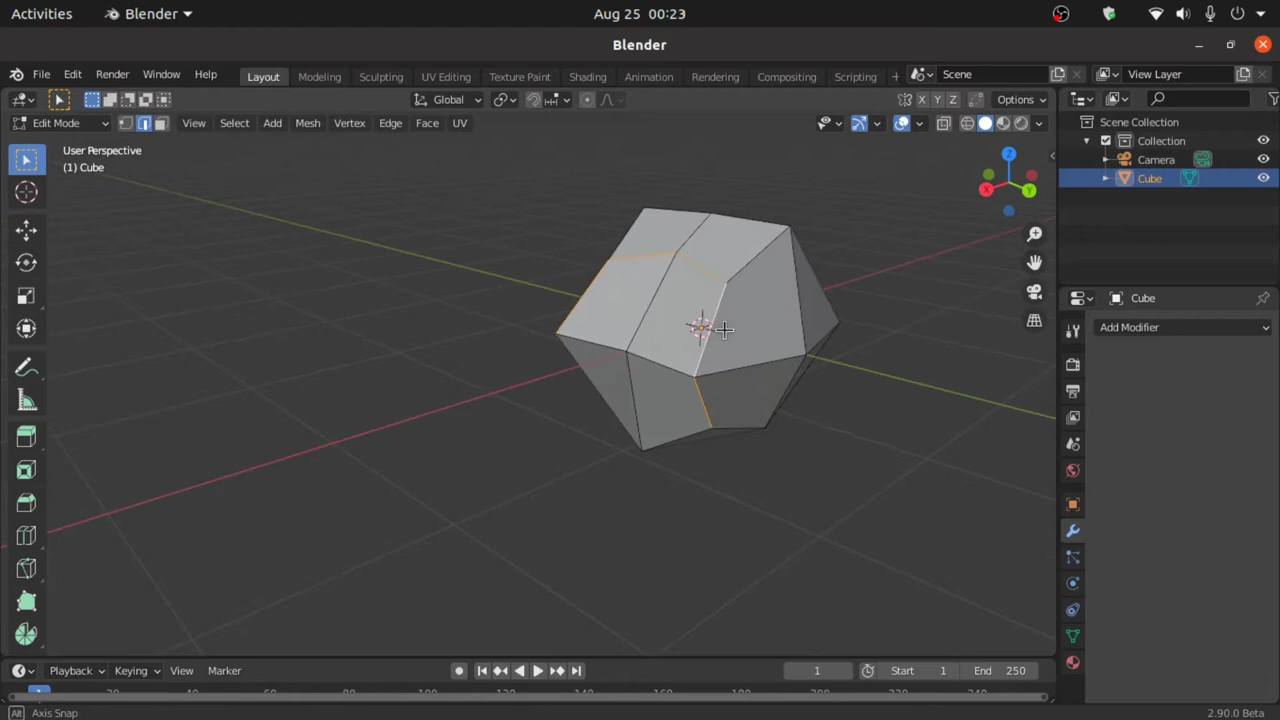 Activities Blender Aug 25 00:23
Blender
File Edit Render Window Help Layout Modeling Sculpting UV Editing Texture Paint Shading Animation Rendering Compositing Scripting + Scene View Layer
Global X Y Z Options
Edit Mode View Select Add Mesh Vertex Edge Face UV Scene Collection
User Perspective Collection
(1) Cube Camera
Z Cube
X Y
Cube
Add Modifier
Playback Keying View Marker 1 Start 1 End 250
1
Alt Axis Snap 2.90.0 Beta